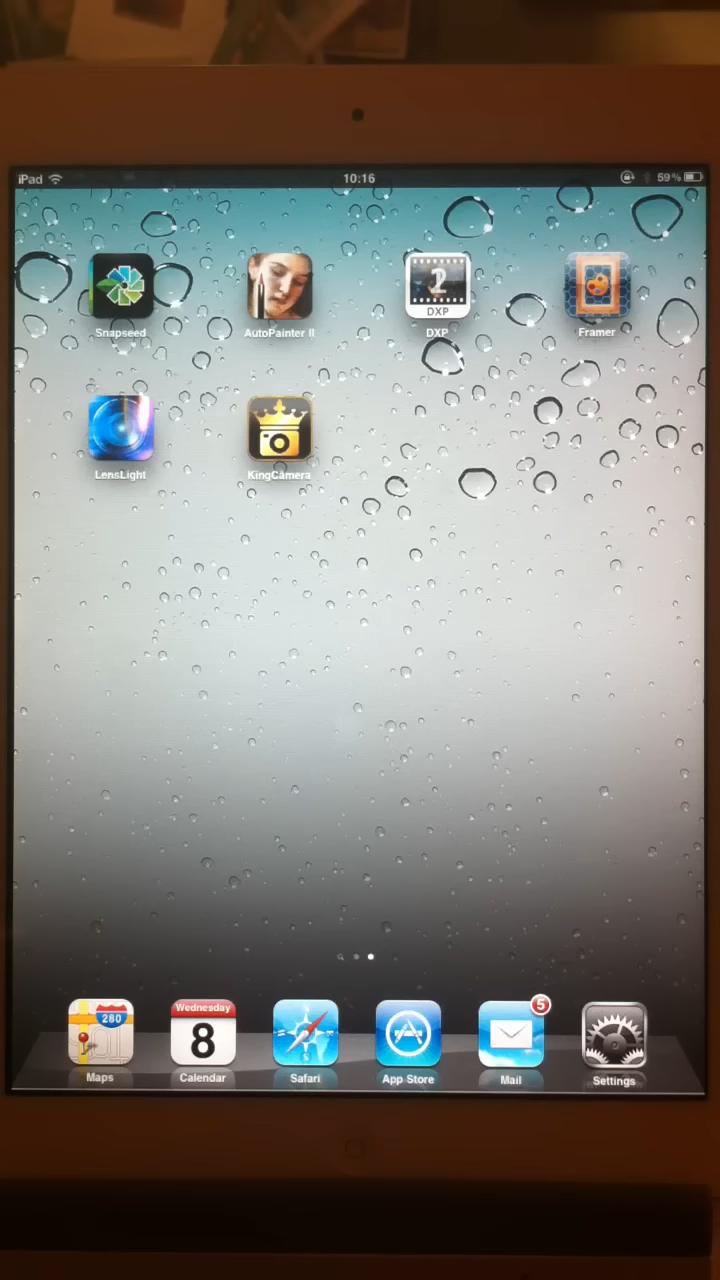 iPad 10:16 59%
Snapseed AutoPainter II DXP Framer
2
DXP
LensLight KingCamera
280
Wednesday
8
5
Maps Calendar Safari App Store Mail Settings